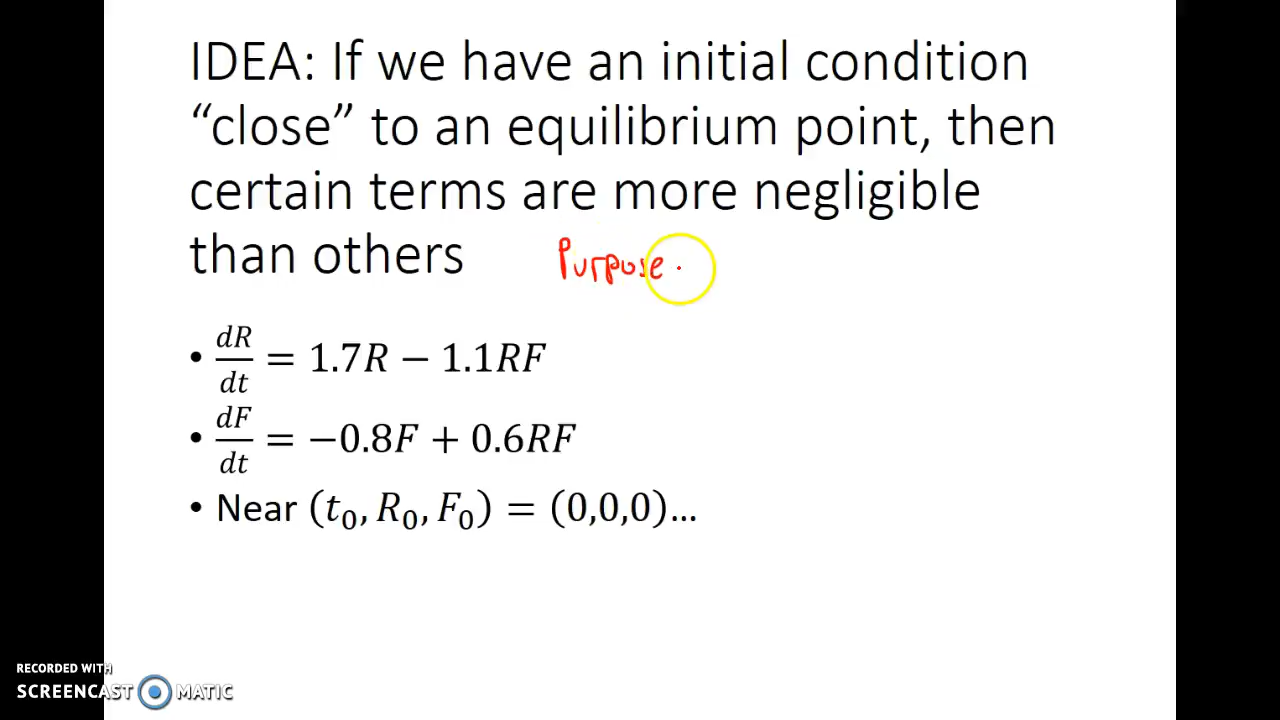 IDEA: If we have an initial condition
“close” to an equilibrium point, then
certain terms are more negligible
than others
Purpose
• dR/dt = 1.7R − 1.1RF
• dF/dt = −0.8F + 0.6RF
• Near (t₀, R₀, F₀) = (0,0,0)…
RECORDED WITH
SCREENCAST MATIC